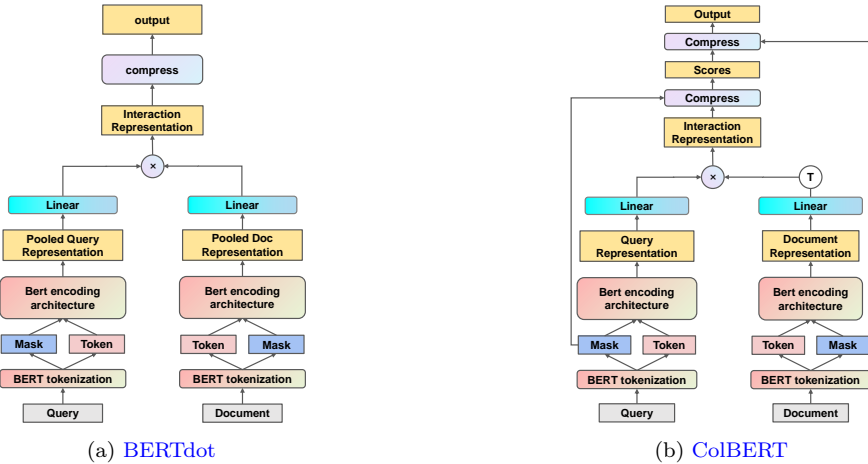 output
compress
Interaction
Representation
×
Linear
Linear
Pooled Query
Representation
Pooled Doc
Representation
Bert encoding
architecture
Bert encoding
architecture
Mask
Token
Token
Mask
BERT tokenization
BERT tokenization
Query
Document
(a) BERTdot
Output
Compress
Scores
Compress
Interaction
Representation
×
T
Linear
Linear
Query
Representation
Document
Representation
Bert encoding
architecture
Bert encoding
architecture
Mask
Token
Token
Mask
BERT tokenization
BERT tokenization
Query
Document
(b) ColBERT